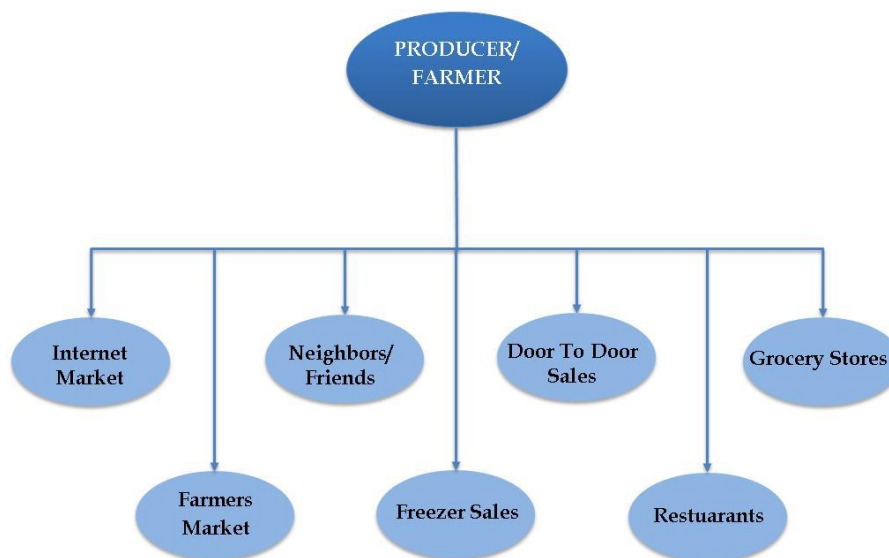 PRODUCER/
FARMER
Internet
Market
Neighbors/
Friends
Door To Door
Sales
Grocery Stores
Farmers
Market
Freezer Sales
Restuarants